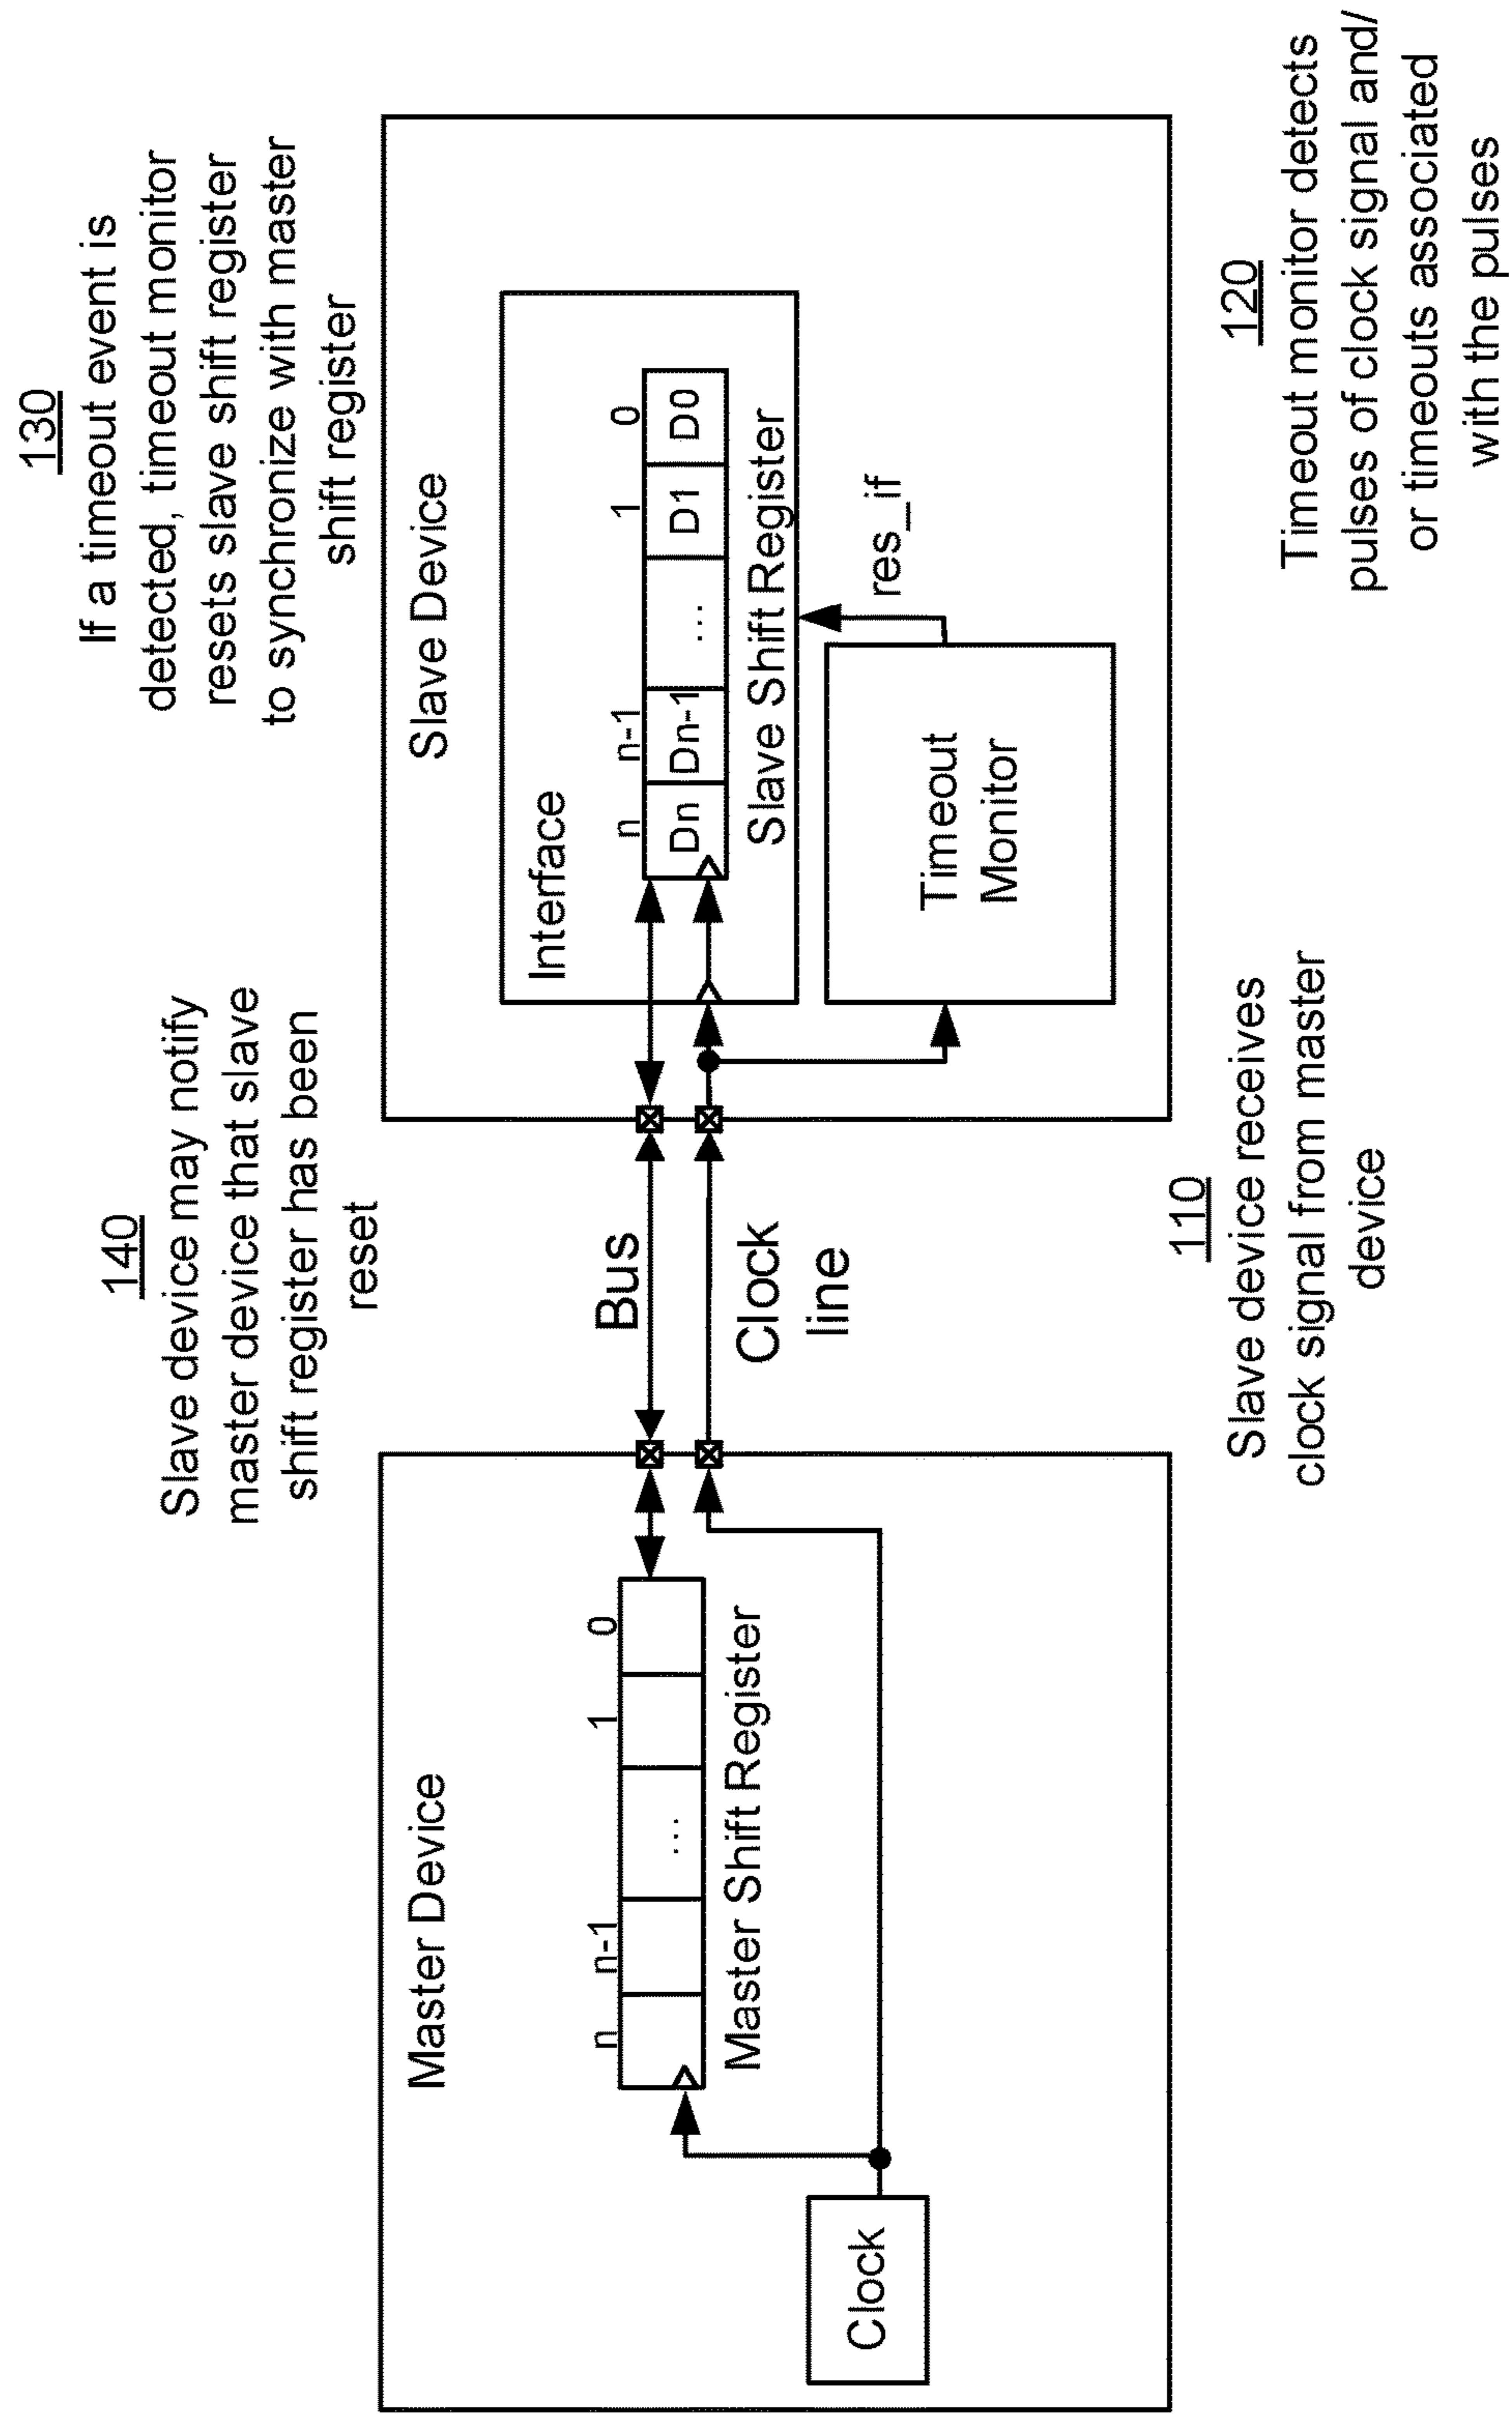 140
Slave device may notify
master device that slave
shift register has been
reset
130
If a timeout event is
detected, timeout monitor
resets slave shift register
to synchronize with master
shift register
Master Device
n
n-1
...
1
0
Master Shift Register
Clock
Bus
Clock
line
Slave Device
Interface
n
n-1
1
0
Dn
Dn-1
...
D1
D0
Slave Shift Register
res_if
Timeout
Monitor
110
Slave device receives
clock signal from master
device
120
Timeout monitor detects
pulses of clock signal and/
or timeouts associated
with the pulses